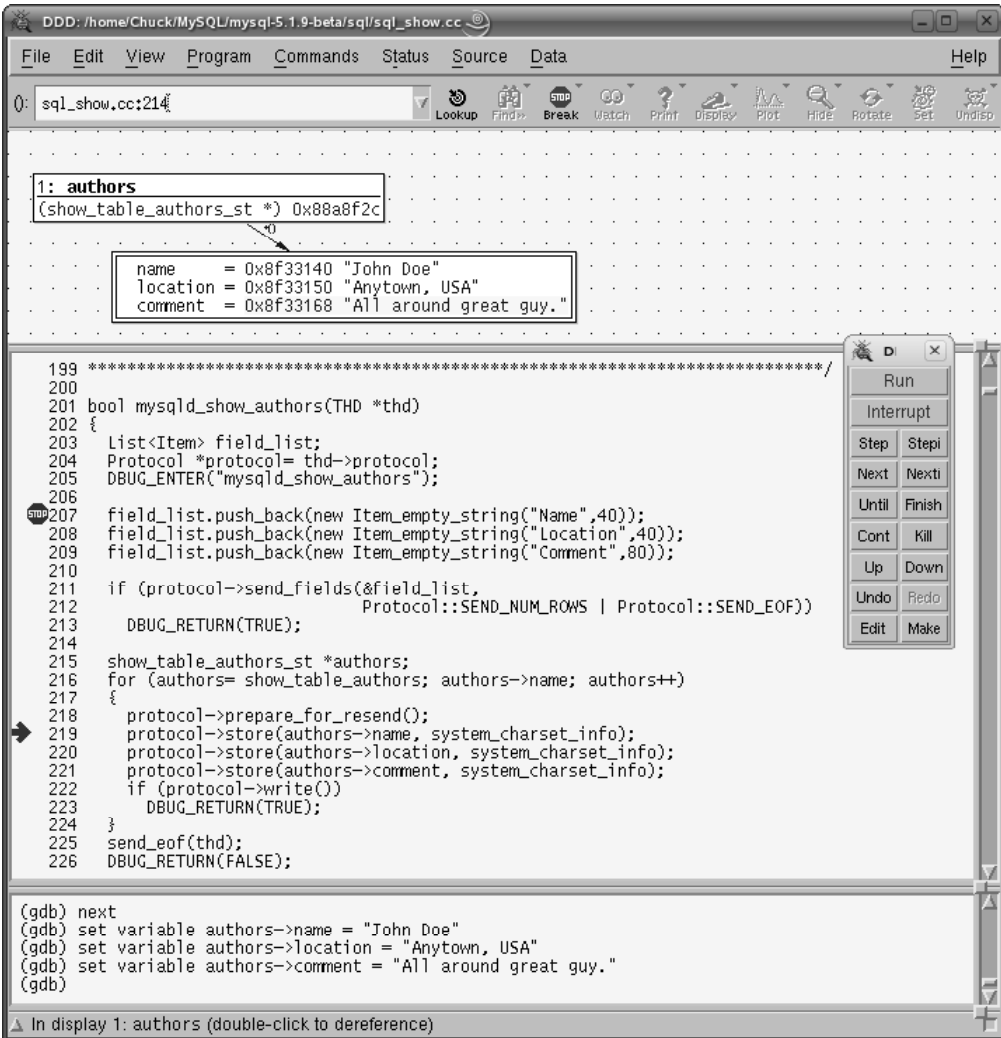 DDD: /home/Chuck/MySQL/mysql-5.1.9-beta/sql/sql_show.cc
File Edit View Program Commands Status Source Data Help
(): sql_show.cc:214
Lookup Find» Break Watch Print Display Plot Hide Rotate Set Undisp
1: authors
(show_table_authors_st *) 0x88a8f2c
*()
name = 0x8f33140 "John Doe"
location = 0x8f33150 "Anytown, USA"
comment = 0x8f33168 "All around great guy."
199 ***************************************************************************/
200
201 bool mysqld_show_authors(THD *thd)
202 {
203 List<Item> field_list;
204 Protocol *protocol= thd->protocol;
205 DBUG_ENTER("mysqld_show_authors");
206
STOP 207 field_list.push_back(new Item_empty_string("Name",40));
208 field_list.push_back(new Item_empty_string("Location",40));
209 field_list.push_back(new Item_empty_string("Comment",80));
210
211 if (protocol->send_fields(&field_list,
212 Protocol::SEND_NUM_ROWS | Protocol::SEND_EOF))
213 DBUG_RETURN(TRUE);
214
215 show_table_authors_st *authors;
216 for (authors= show_table_authors; authors->name; authors++)
217 {
218 protocol->prepare_for_resend();
219 protocol->store(authors->name, system_charset_info);
220 protocol->store(authors->location, system_charset_info);
221 protocol->store(authors->comment, system_charset_info);
222 if (protocol->write())
223 DBUG_RETURN(TRUE);
224 }
225 send_eof(thd);
226 DBUG_RETURN(FALSE);
Run
Interrupt
Step Stepi
Next Nexti
Until Finish
Cont Kill
Up Down
Undo Redo
Edit Make
(gdb) next
(gdb) set variable authors->name = "John Doe"
(gdb) set variable authors->location = "Anytown, USA"
(gdb) set variable authors->comment = "All around great guy."
(gdb)
In display 1: authors (double-click to dereference)